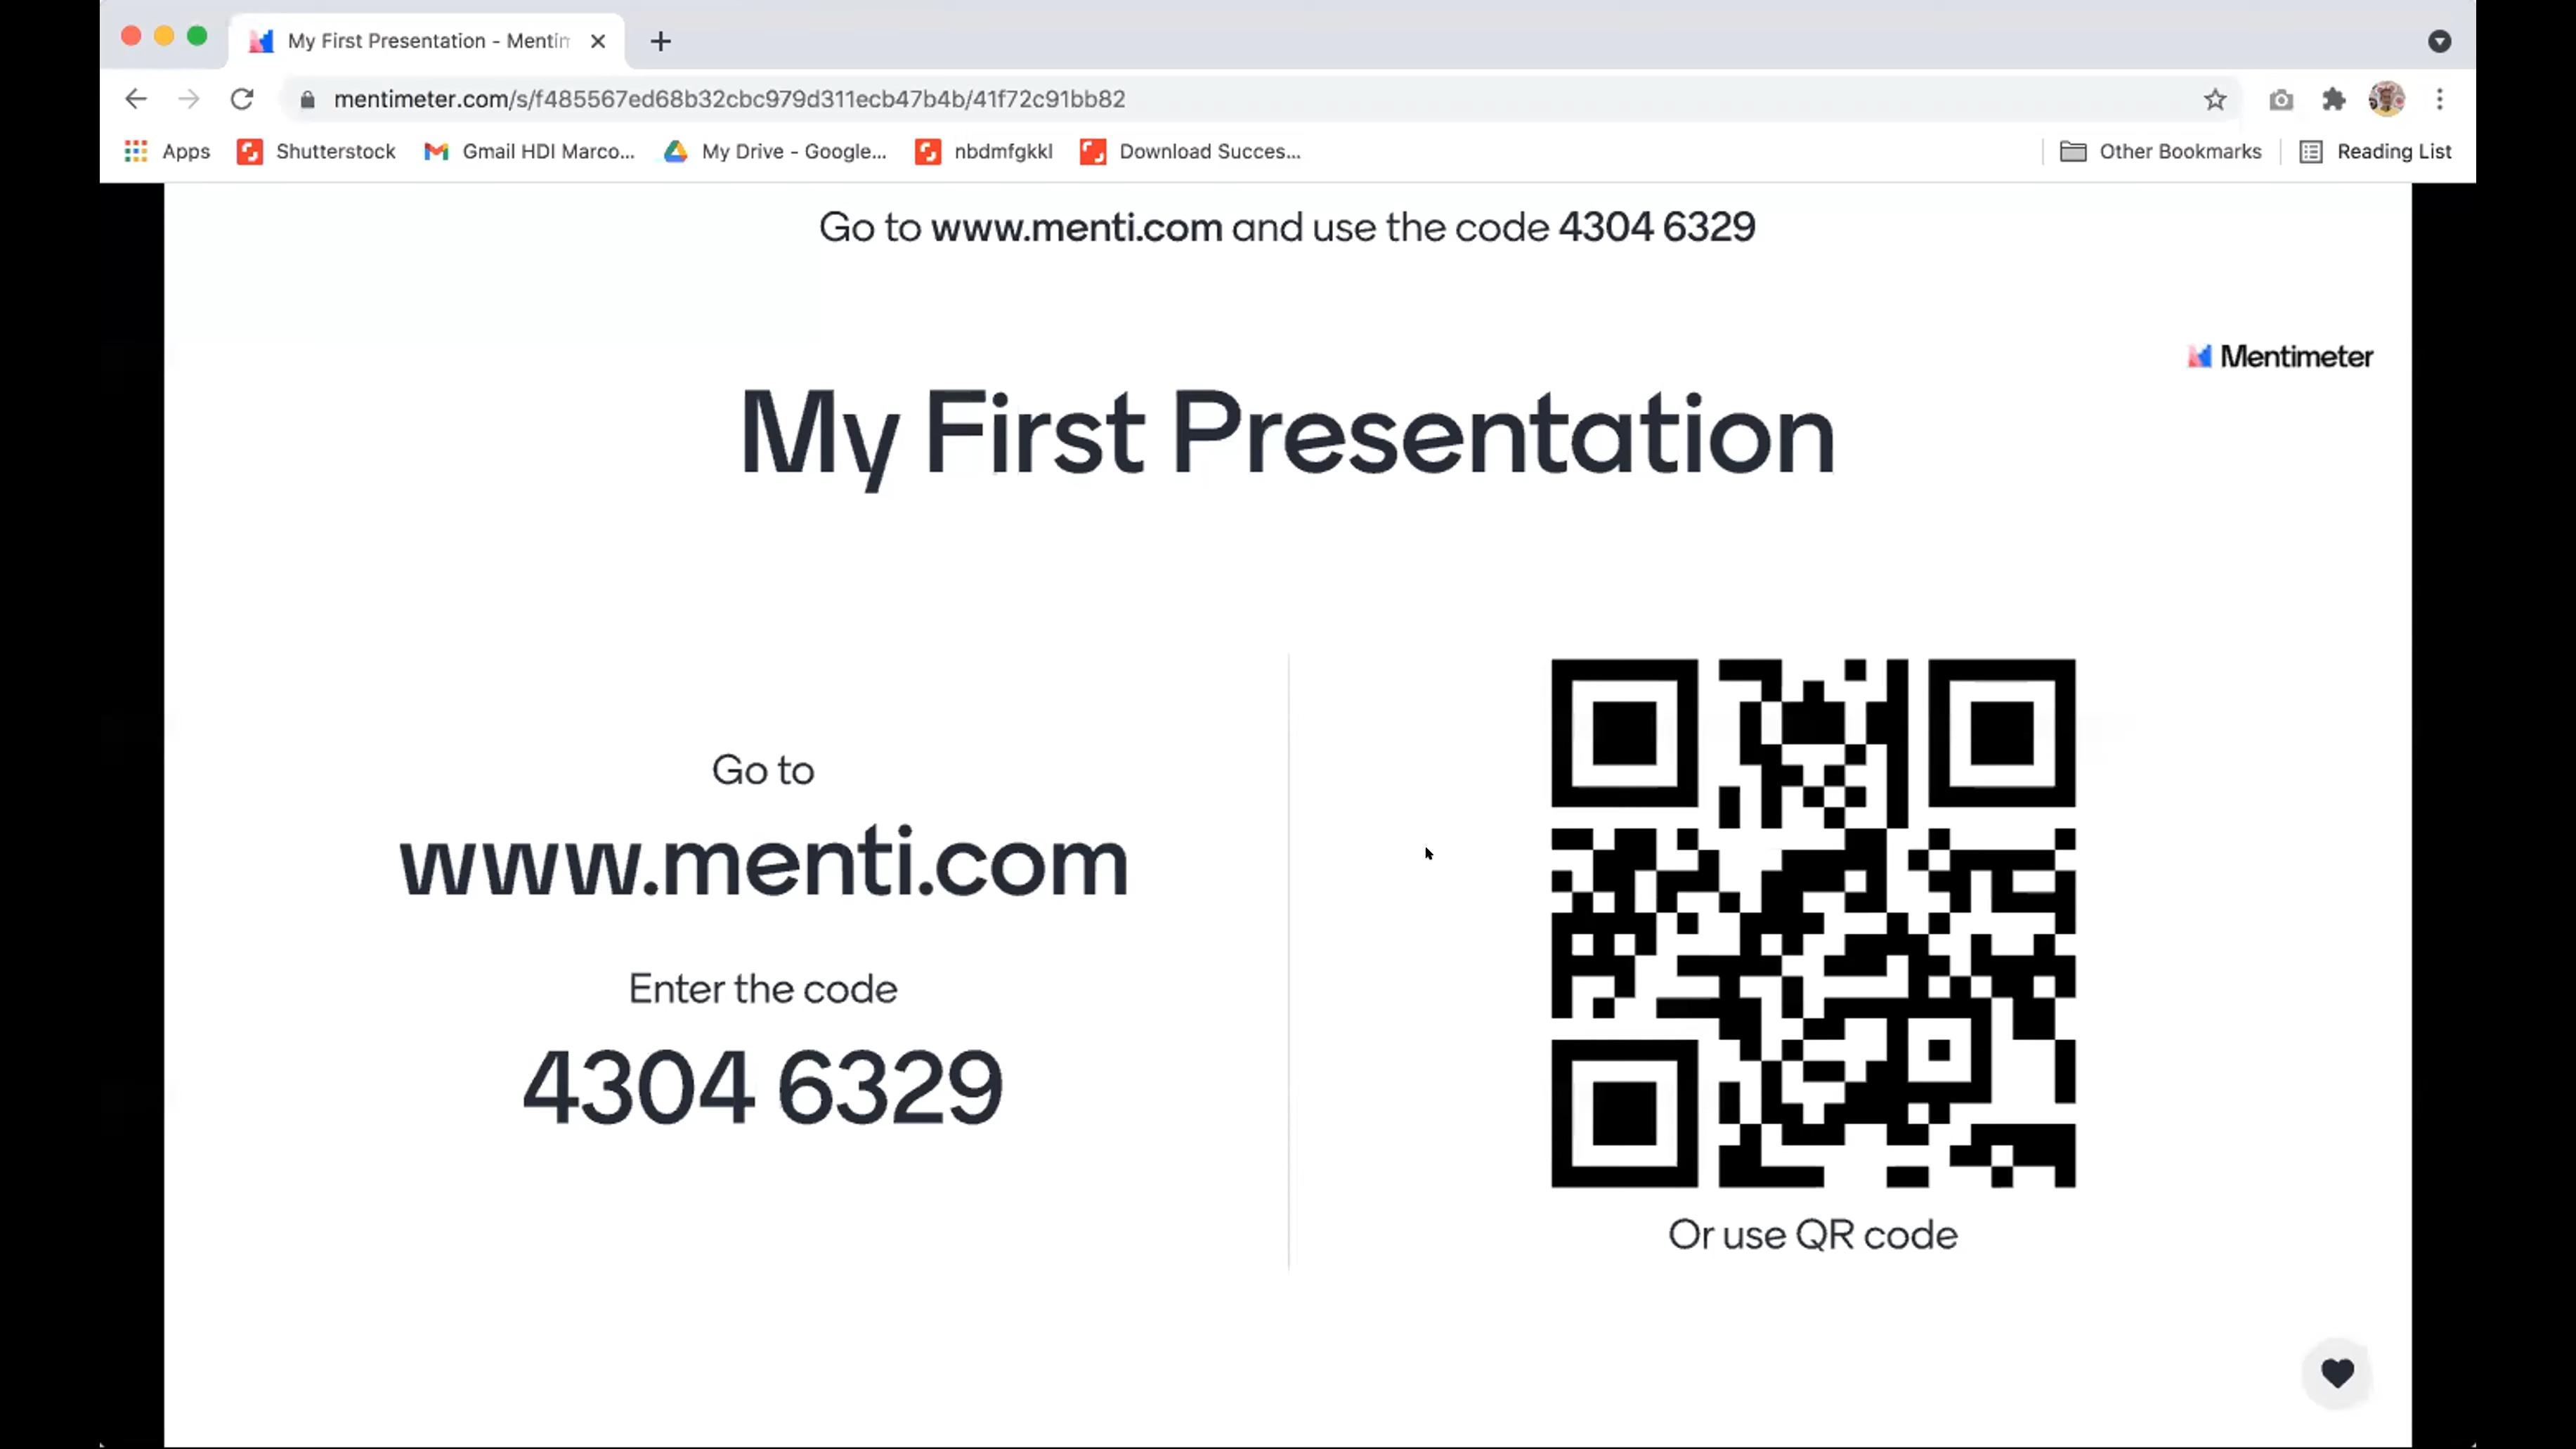 My First Presentation - Mentim
mentimeter.com/s/f485567ed68b32cbc979d311ecb47b4b/41f72c91bb82
Apps Shutterstock Gmail HDI Marco... My Drive - Google... nbdmfgkkl Download Succes... Other Bookmarks Reading List
Go to www.menti.com and use the code 4304 6329
Mentimeter
My First Presentation
Go to
www.menti.com
Enter the code
4304 6329
Or use QR code